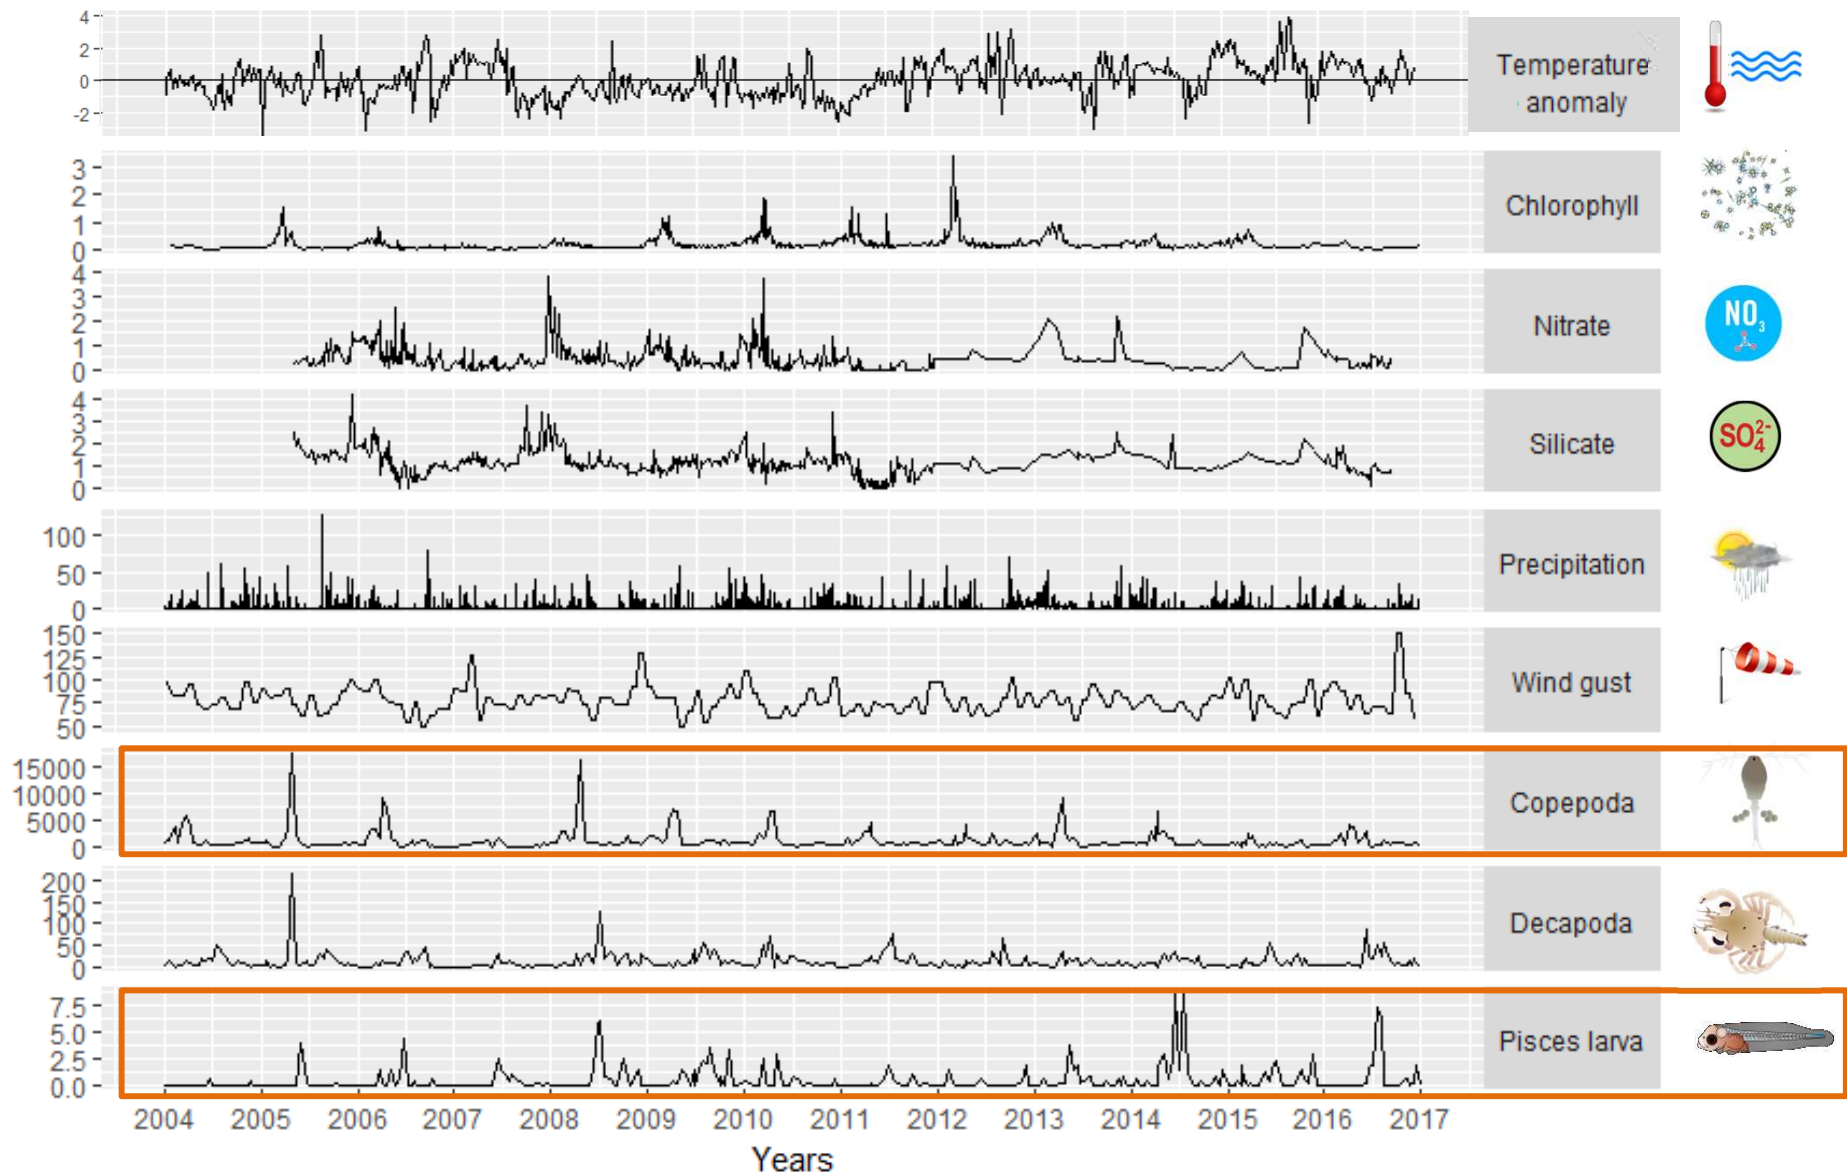 4
2
0
-2
Temperature
anomaly
3
2
1
0
Chlorophyll
4
3
2
1
0
Nitrate
NO3
4
3
2
1
0
Silicate
SO4 2-
100
50
0
Precipitation
150
125
100
75
50
Wind gust
15000
10000
5000
0
Copepoda
200
150
100
50
0
Decapoda
7.5
5.0
2.5
0.0
Pisces larva
2004 2005 2006 2007 2008 2009 2010 2011 2012 2013 2014 2015 2016 2017
Years